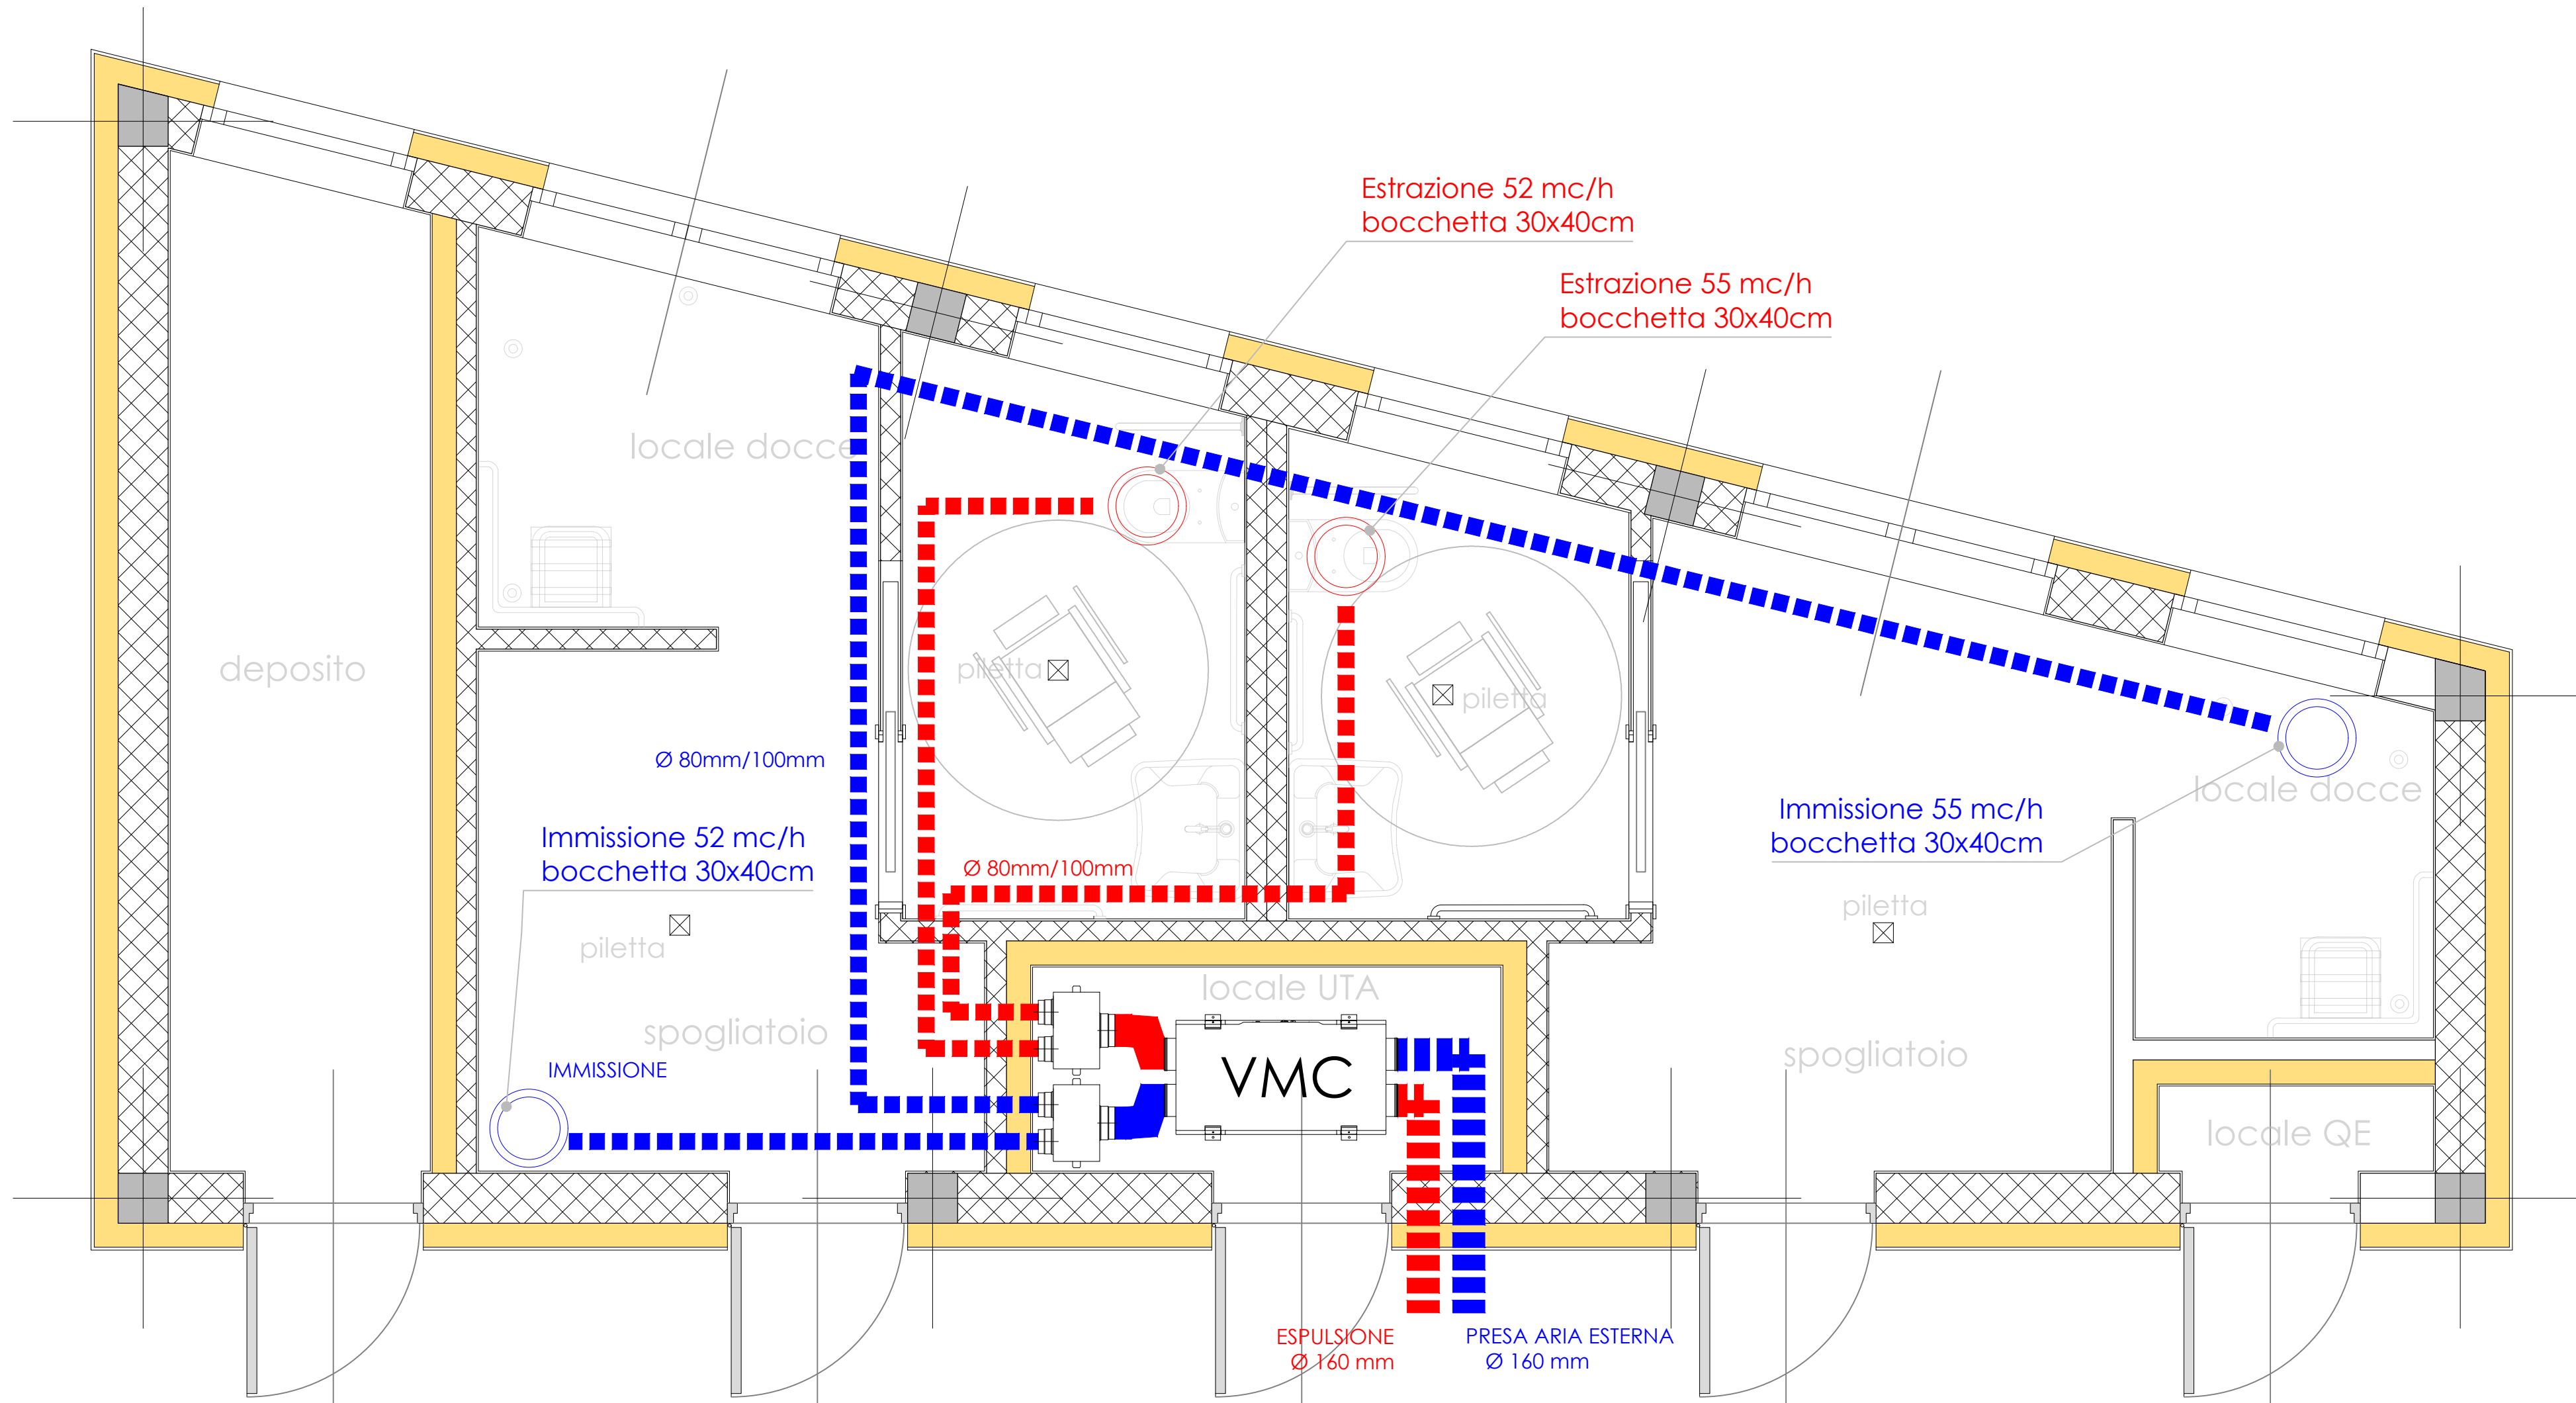 Estrazione 52 mc/h
bocchetta 30x40cm
Estrazione 55 mc/h
bocchetta 30x40cm
locale docce
deposito
piletta
piletta
Ø 80mm/100mm
locale docce
Immissione 52 mc/h
bocchetta 30x40cm
Immissione 55 mc/h
bocchetta 30x40cm
Ø 80mm/100mm
piletta
piletta
locale UTA
spogliatoio
spogliatoio
IMMISSIONE
VMC
locale QE
ESPULSIONE
Ø 160 mm
PRESA ARIA ESTERNA
Ø 160 mm